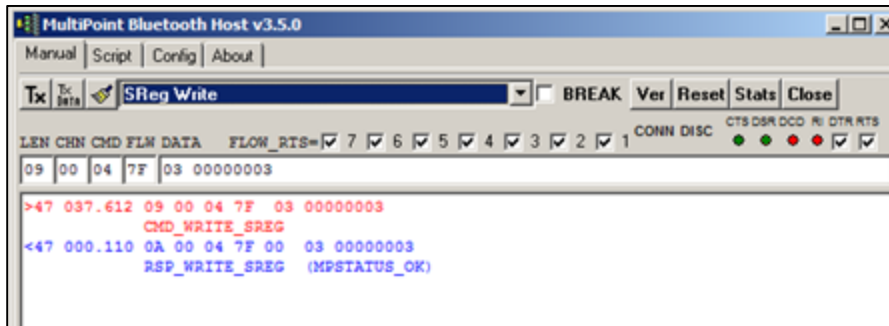 MultiPoint Bluetooth Host v3.5.0
Manual Script Config About
Tx Tx DATA SReg Write BREAK Ver Reset Stats Close
CTS DSR DCD RI DTR RTS
LEN CHN CMD FLW DATA FLOW_RTS= 7 6 5 4 3 2 1 CONN DISC
09 00 04 7F 03 00000003
>47 037.612 09 00 04 7F 03 00000003
CMD_WRITE_SREG
<47 000.110 0A 00 04 7F 00 03 00000003
RSP_WRITE_SREG (MPSTATUS_OK)